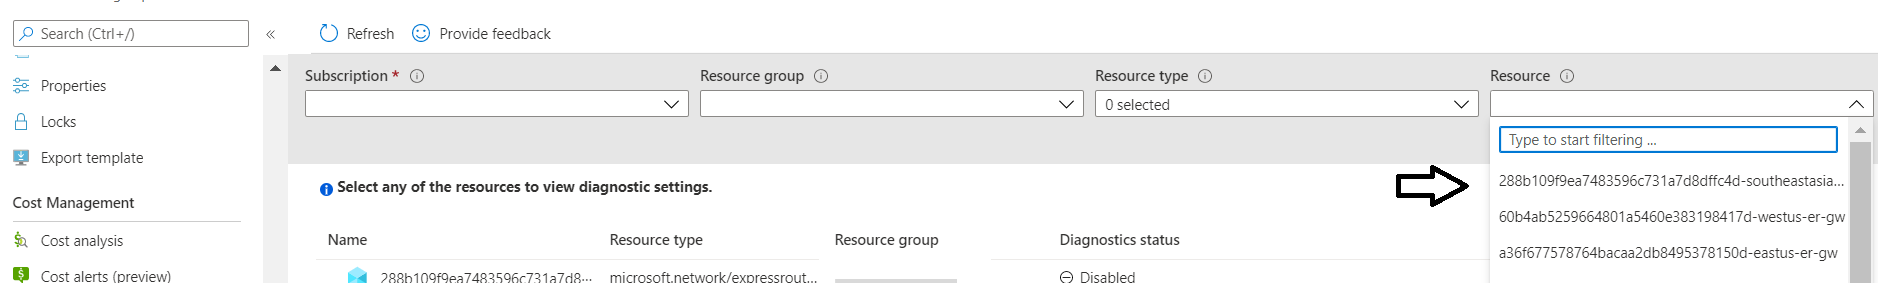 Search (Ctrl+/)
«
Refresh
Provide feedback
Properties
Locks
Export template
Cost Management
Cost analysis
Cost alerts (preview)
Subscription *
Resource group
Resource type
0 selected
Resource
Type to start filtering ...
288b109f9ea7483596c731a7d8dffc4d-southeastasia...
60b4ab5259664801a5460e383198417d-westus-er-gw
a36f677578764bacaa2db8495378150d-eastus-er-gw
Select any of the resources to view diagnostic settings.
Name Resource type Resource group Diagnostics status
288b109f9ea7483596c731a7d8... microsoft.network/expressrout... Disabled